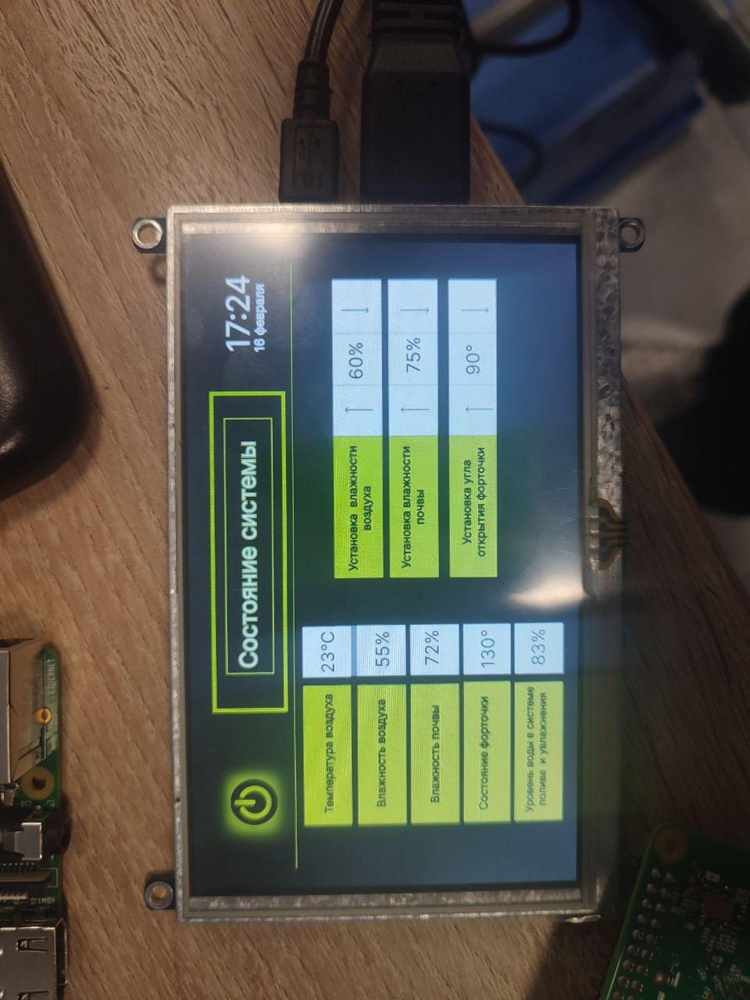 Состояние системы
17:24
16 февраля
Температура воздуха
23°C
Влажность воздуха
55%
Влажность почвы
72%
Состояние форточки
130°
Уровень воды в системе
полива и увлажнения
83%
Установка влажности
воздуха
↑ 60% ↓
Установка влажности
почвы
↑ 75% ↓
Установка угла
открытия форточки
↑ 90° ↓
ETHERNET